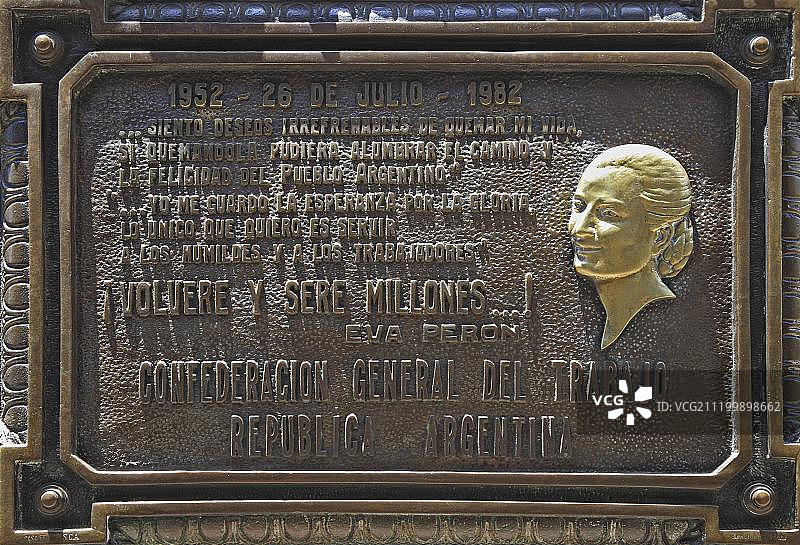 1952 - 26 DE JULIO - 1982
"...SIENTO DESEOS IRREFRENABLES DE QUEMAR MI VIDA,
SI QUEMANDOLA PUDIERA ALUMBRAR EL CAMINO Y
LA FELICIDAD DEL PUEBLO ARGENTINO."
"... YO ME GUARDO LA ESPERANZA POR LA GLORIA,
LO UNICO QUE QUIERO ES SERVIR
A LOS HUMILDES Y A LOS TRABAJADORES"
¡VOLVERE Y SERE MILLONES....!
EVA PERON
CONFEDERACION GENERAL DEL TRABAJO
REPUBLICA ARGENTINA
VCG
ID: VCG211199898662